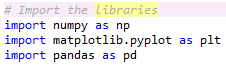 # Import the libraries
import numpy as np
import matplotlib.pyplot as plt
import pandas as pd